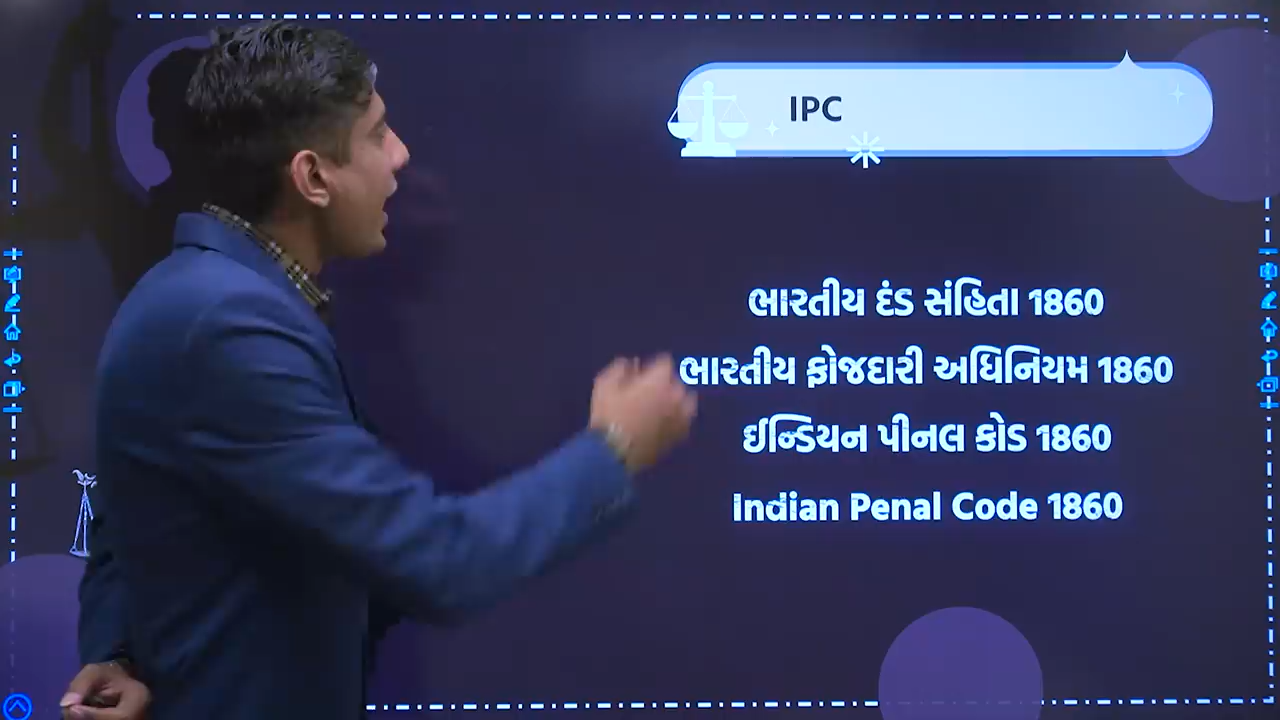 IPC
ભારતીય દંડ સંહિતા 1860
ભારતીય ફોજદારી અધિનિયમ 1860
ઈન્ડિયન પીનલ કોડ 1860
Indian Penal Code 1860